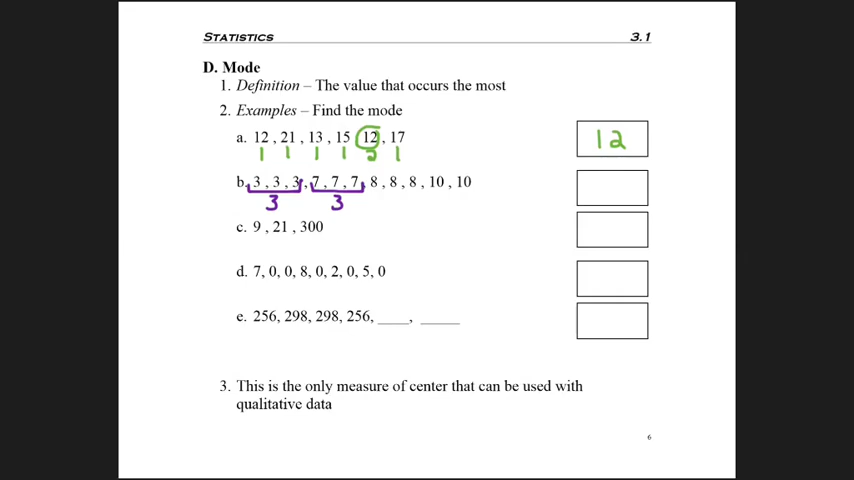 STATISTICS 3.1
D. Mode
1. Definition – The value that occurs the most
2. Examples – Find the mode
a. 12 , 21 , 13 , 15 , 12 , 17 12
1 1 1 1 2 1
b. 3 , 3 , 3 , 7 , 7 , 7 , 8 , 8 , 8 , 10 , 10
3 3
c. 9 , 21 , 300
d. 7, 0, 0, 8, 0, 2, 0, 5, 0
e. 256, 298, 298, 256, ____, _____
3. This is the only measure of center that can be used with
qualitative data
6